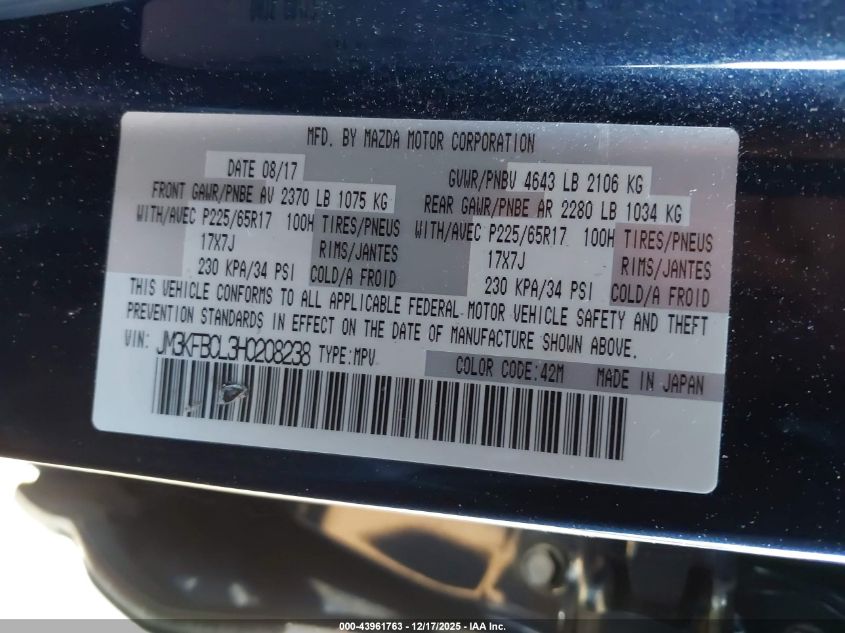 MFD. BY MAZDA MOTOR CORPORATION
DATE 08/17 GVWR/PNBV 4643 LB 2106 KG
FRONT GAWR/PNBE AV 2370 LB 1075 KG REAR GAWR/PNBE AR 2280 LB 1034 KG
WITH/AVEC P225/65R17 100H TIRES/PNEUS WITH/AVEC P225/65R17 100H TIRES/PNEUS
17X7J RIMS/JANTES 17X7J RIMS/JANTES
230 KPA/34 PSI COLD/A FROID 230 KPA/34 PSI COLD/A FROID
THIS VEHICLE CONFORMS TO ALL APPLICABLE FEDERAL MOTOR VEHICLE SAFETY AND THEFT
PREVENTION STANDARDS IN EFFECT ON THE DATE OF MANUFACTURE SHOWN ABOVE.
VIN: JM3KFBCL3H0208238 TYPE:MPV
COLOR CODE:42M MADE IN JAPAN
000-43961763 - 12/17/2025 - IAA Inc.